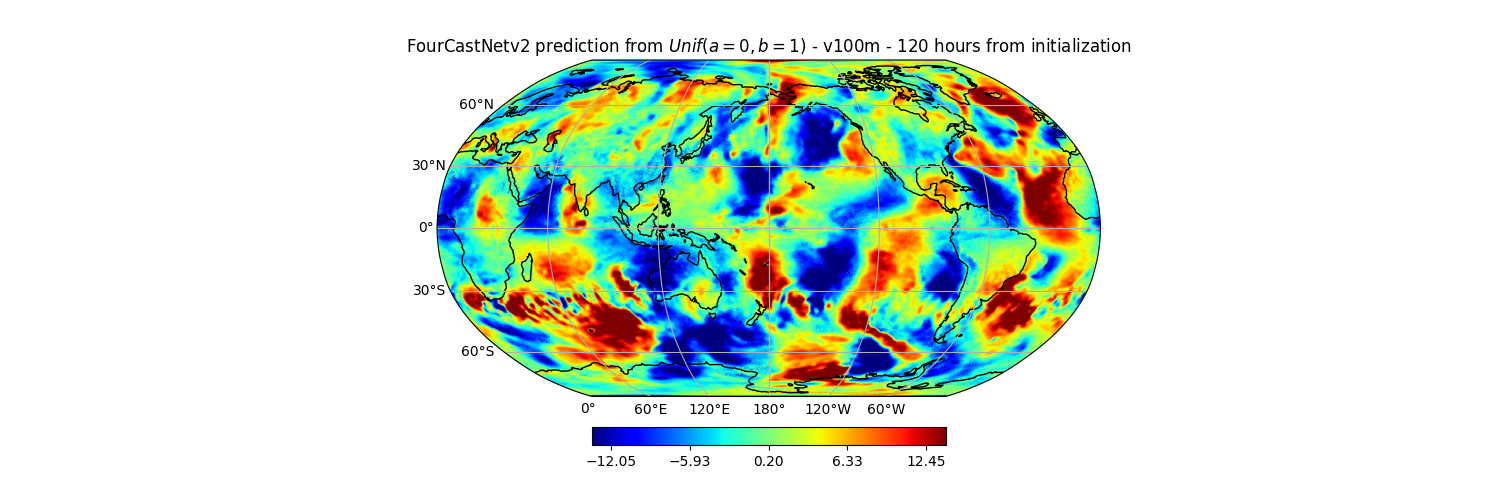 FourCastNetv2 prediction from Unif(a = 0, b = 1) - v100m - 120 hours from initialization
60°N
30°N
0°
30°S
60°S
0° 60°E 120°E 180° 120°W 60°W
−12.05 −5.93 0.20 6.33 12.45